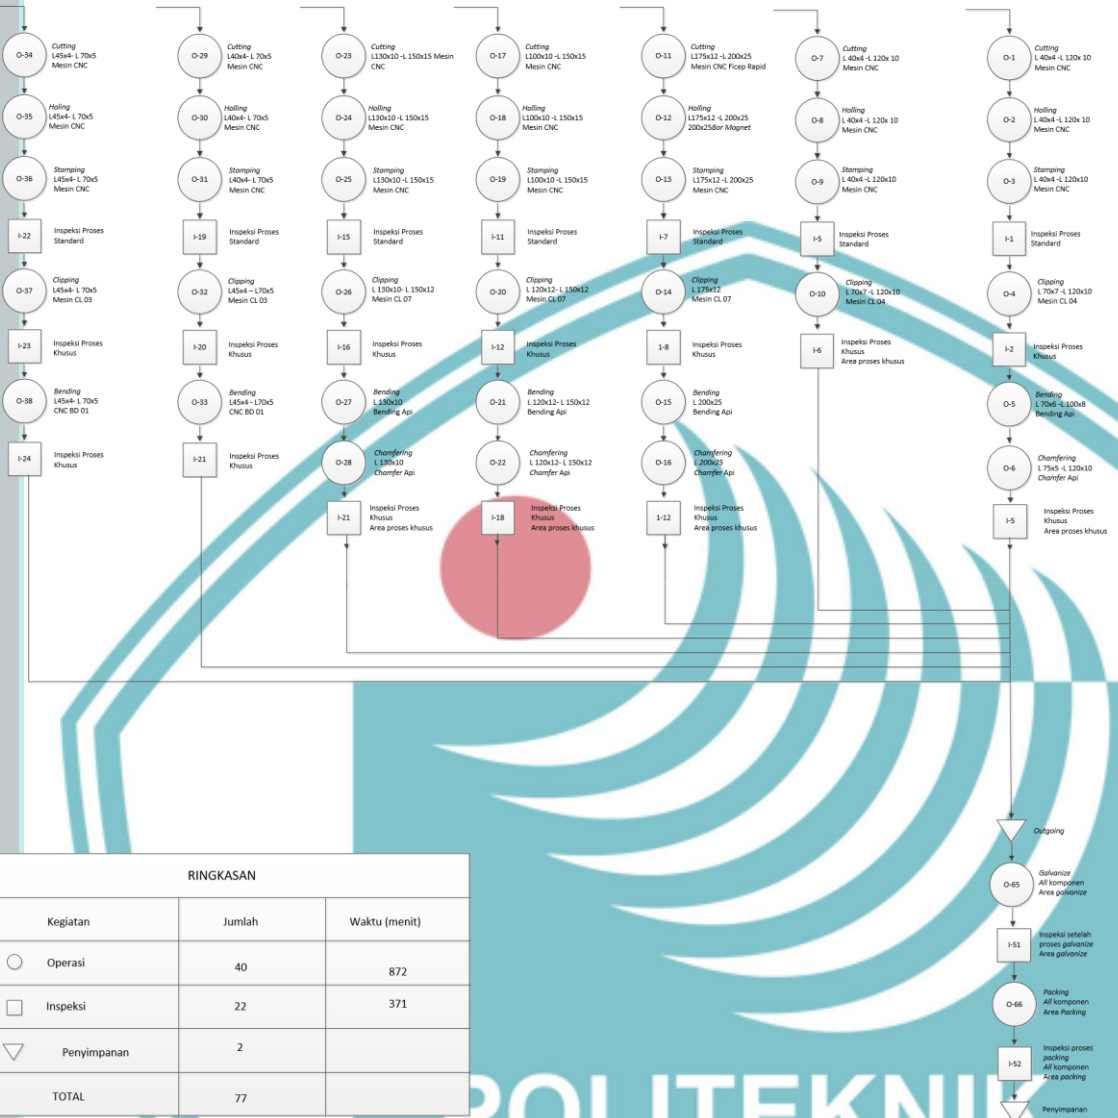 O-34
Cutting
L45x4- L 70x5
Mesin CNC
O-35
Holing
L45x4- L 70x5
Mesin CNC
O-36
Stamping
L45x4- L 70x5
Mesin CNC
I-22
Inspeksi Proses
Standard
O-37
Clipping
L45x4- L 70x5
Mesin CL 03
I-23
Inspeksi Proses
Khusus
O-38
Bending
L45x4- L 70x5
CNC BD 01
I-24
Inspeksi Proses
Khusus
O-29
Cutting
L40x4- L 70x5
Mesin CNC
O-30
Holling
L40x4- L 70x5
Mesin CNC
O-31
Stamping
L40x4- L 70x5
Mesin CNC
I-19
Inspeksi Proses
Standard
O-32
Clipping
L45x4 – L70x5
Mesin CL 03
I-20
Inspeksi Proses
Khusus
O-33
Bending
L45x4 - L70x5
CNC BD 01
I-21
Inspeksi Proses
Khusus
O-23
Cutting
L130x10 -L 150x15 Mesin
CNC
O-24
Holling
L130x10 -L 150x15
Mesin CNC
O-25
Stamping
L130x10 -L 150x15
Mesin CNC
I-15
Inspeksi Proses
Standard
O-26
Clipping
L 130x10- L 150x12
Mesin CL 07
I-16
Inspeksi Proses
Khusus
O-27
Bending
L 130x10
Bending Api
O-28
Chamfering
L 130x10
Chamfer Api
I-21
Inspeksi Proses
Khusus
Area proses khusus
O-17
Cutting
L100x10 -L 150x15
Mesin CNC
O-18
Holling
L100x10 -L 150x15
Mesin CNC
O-19
Stamping
L100x10 -L 150x15
Mesin CNC
I-11
Inspeksi Proses
Standard
O-20
Clipping
L 120x12- L 150x12
Mesin CL 07
I-12
Inspeksi Proses
Khusus
O-21
Bending
L 120x12- L 150x12
Bending Api
O-22
Chamfering
L 120x12- L 150x12
Chamfer Api
I-18
Inspeksi Proses
Khusus
Area proses khusus
O-11
Cutting
L175x12 -L 200x25
Mesin CNC Ficep Rapid
O-12
Holling
L175x12 -L 200x25
200x25Bor Magnet
O-13
Stamping
L175x12 -L 200x25
Mesin CNC
I-7
Inspeksi Proses
Standard
O-14
Clipping
L 175x12
Mesin CL 07
1-8
Inspeksi Proses
Khusus
O-15
Bending
L 200x25
Bending Api
O-16
Chamfering
L 200x25
Chamfer Api
1-12
Inspeksi Proses
Khusus
Area proses khusus
O-7
Cutting
L 40x4 -L 120x 10
Mesin CNC
O-8
Holling
L 40x4 -L 120x 10
Mesin CNC
O-9
Stamping
L 40x4 -L 120x10
Mesin CNC
I-5
Inspeksi Proses
Standard
O-10
Clipping
L 70x7 -L 120x10
Mesin CL 04
I-6
Inspeksi Proses
Khusus
Area proses khusus
O-1
Cutting
L 40x4 -L 120x 10
Mesin CNC
O-2
Holling
L 40x4 -L 120x 10
Mesin CNC
O-3
Stamping
L 40x4 -L 120x10
Mesin CNC
I-1
Inspeksi Proses
Standard
O-4
Clipping
L 70x7 -L 120x10
Mesin CL 04
I-2
Inspeksi Proses
Khusus
O-5
Bending
L 70x6 -L 100x8
Bending Api
O-6
Chamfering
L 75x5 -L 120x10
Chamfer Api
I-5
Inspeksi Proses
Khusus
Area proses khusus
Outgoing
O-65
Galvanize
All komponen
Area galvanize
I-51
Inspeksi setelah
proses galvanize
Area galvanize
O-66
Packing
All komponen
Area Packing
I-52
Inspeksi proses
packing
All komponen
Area packing
Penyimpanan
RINGKASAN
Kegiatan Jumlah Waktu (menit)
Operasi 40 872
Inspeksi 22 371
Penyimpanan 2
TOTAL 77
POLITEKNIK